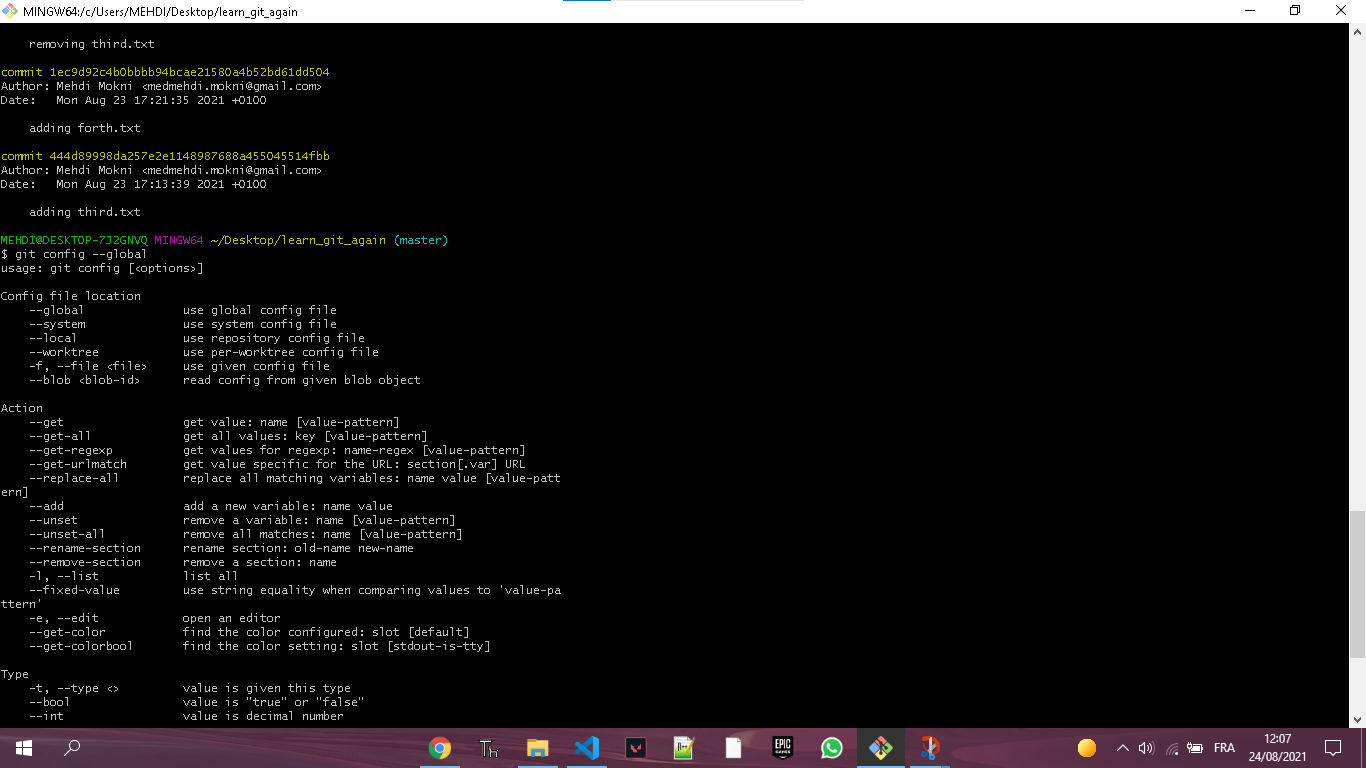 MINGW64:/c/Users/MEHDI/Desktop/learn_git_again
removing third.txt
commit 1ec9d92c4b0bbbb94bcae21580a4b52bd61dd504
Author: Mehdi Mokni <medmehdi.mokni@gmail.com>
Date:   Mon Aug 23 17:21:35 2021 +0100
adding forth.txt
commit 444d89998da257e2e1148987688a455045514fbb
Author: Mehdi Mokni <medmehdi.mokni@gmail.com>
Date:   Mon Aug 23 17:13:39 2021 +0100
adding third.txt
MEHDI@DESKTOP-7J2GNVQ MINGW64 ~/Desktop/learn_git_again (master)
$ git config --global
usage: git config [<options>]
Config file location
--global              use global config file
--system              use system config file
--local               use repository config file
--worktree            use per-worktree config file
-f, --file <file>     use given config file
--blob <blob-id>      read config from given blob object
Action
--get                 get value: name [value-pattern]
--get-all             get all values: key [value-pattern]
--get-regexp          get values for regexp: name-regex [value-pattern]
--get-urlmatch        get value specific for the URL: section[.var] URL
--replace-all         replace all matching variables: name value [value-patt
ern]
--add                 add a new variable: name value
--unset               remove a variable: name [value-pattern]
--unset-all           remove all matches: name [value-pattern]
--rename-section      rename section: old-name new-name
--remove-section      remove a section: name
-l, --list            list all
--fixed-value         use string equality when comparing values to 'value-pa
ttern'
-e, --edit            open an editor
--get-color           find the color configured: slot [default]
--get-colorbool       find the color setting: slot [stdout-is-tty]
Type
-t, --type <>         value is given this type
--bool                value is "true" or "false"
--int                 value is decimal number
Th
EPIC
GAMES
FRA
12:07
24/08/2021